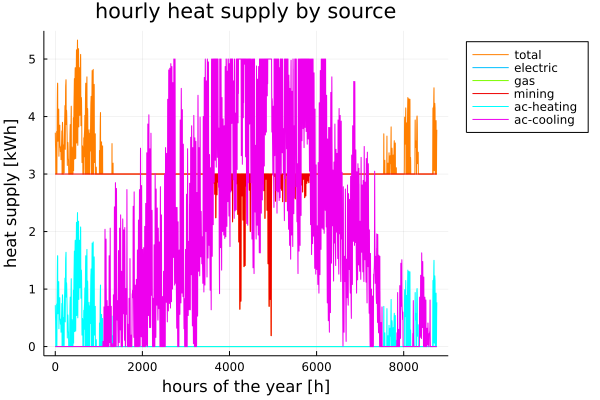 hourly heat supply by source
heat supply [kWh]
5
4
3
2
1
0
0 2000 4000 6000 8000
hours of the year [h]
total
electric
gas
mining
ac-heating
ac-cooling